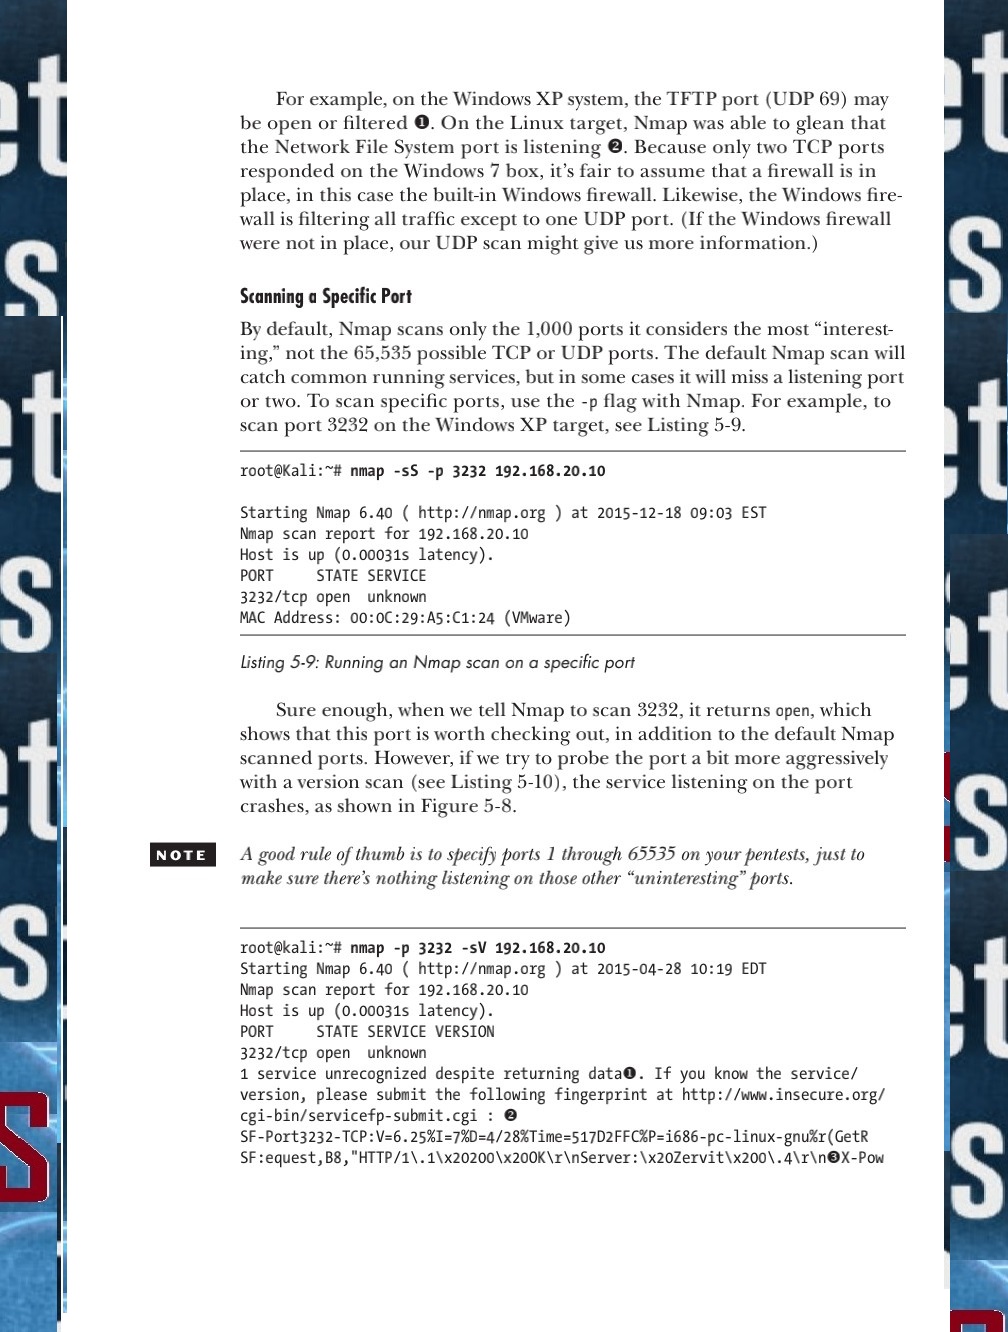 For example, on the Windows XP system, the TFTP port (UDP 69) may
be open or filtered ❶. On the Linux target, Nmap was able to glean that
the Network File System port is listening ❷. Because only two TCP ports
responded on the Windows 7 box, it’s fair to assume that a firewall is in
place, in this case the built-in Windows firewall. Likewise, the Windows fire-
wall is filtering all traffic except to one UDP port. (If the Windows firewall
were not in place, our UDP scan might give us more information.)
Scanning a Specific Port
By default, Nmap scans only the 1,000 ports it considers the most “interest-
ing,” not the 65,535 possible TCP or UDP ports. The default Nmap scan will
catch common running services, but in some cases it will miss a listening port
or two. To scan specific ports, use the -p flag with Nmap. For example, to
scan port 3232 on the Windows XP target, see Listing 5-9.
root@Kali:~# nmap -sS -p 3232 192.168.20.10
Starting Nmap 6.40 ( http://nmap.org ) at 2015-12-18 09:03 EST
Nmap scan report for 192.168.20.10
Host is up (0.00031s latency).
PORT     STATE SERVICE
3232/tcp open  unknown
MAC Address: 00:0C:29:A5:C1:24 (VMware)
Listing 5-9: Running an Nmap scan on a specific port
Sure enough, when we tell Nmap to scan 3232, it returns open, which
shows that this port is worth checking out, in addition to the default Nmap
scanned ports. However, if we try to probe the port a bit more aggressively
with a version scan (see Listing 5-10), the service listening on the port
crashes, as shown in Figure 5-8.
NOTE A good rule of thumb is to specify ports 1 through 65535 on your pentests, just to
make sure there’s nothing listening on those other “uninteresting” ports.
root@kali:~# nmap -p 3232 -sV 192.168.20.10
Starting Nmap 6.40 ( http://nmap.org ) at 2015-04-28 10:19 EDT
Nmap scan report for 192.168.20.10
Host is up (0.00031s latency).
PORT     STATE SERVICE VERSION
3232/tcp open  unknown
1 service unrecognized despite returning data❶. If you know the service/
version, please submit the following fingerprint at http://www.insecure.org/
cgi-bin/servicefp-submit.cgi : ❷
SF-Port3232-TCP:V=6.25%I=7%D=4/28%Time=517D2FFC%P=i686-pc-linux-gnu%r(GetR
SF:equest,B8,"HTTP/1\.1\x20200\x20OK\r\nServer:\x20Zervit\x200\.4\r\n❸X-Pow